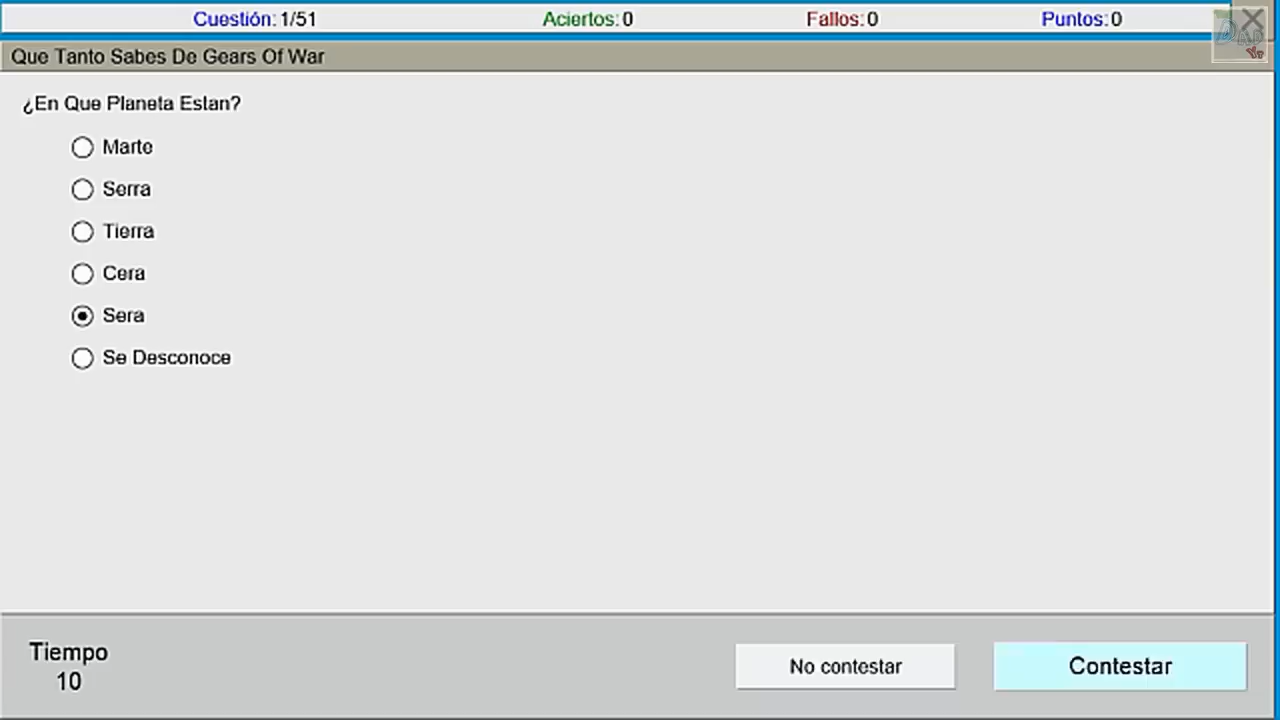 Cuestión: 1/51 Aciertos: 0 Fallos: 0 Puntos: 0
Que Tanto Sabes De Gears Of War
¿En Que Planeta Estan?
Marte
Serra
Tierra
Cera
Sera
Se Desconoce
Tiempo
10
No contestar
Contestar